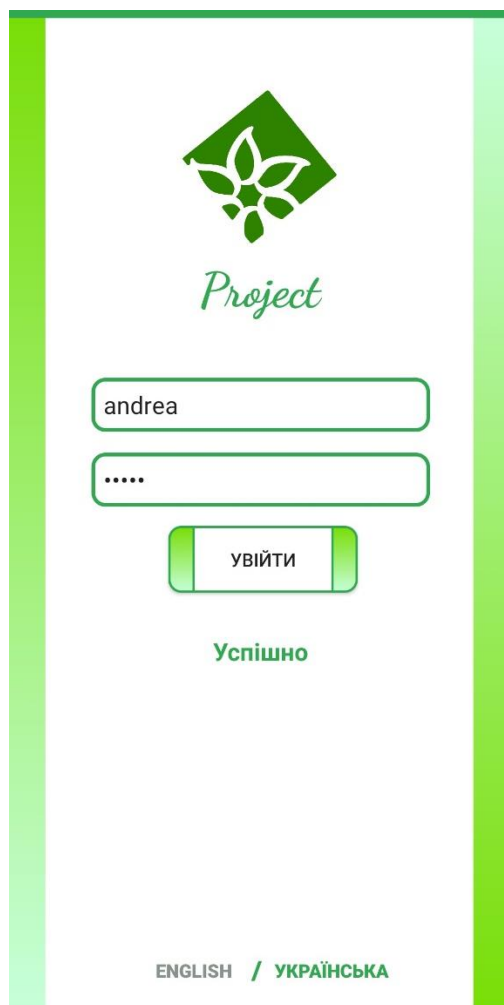 Project
andrea
•••••
УВІЙТИ
Успішно
ENGLISH / УКРАЇНСЬКА